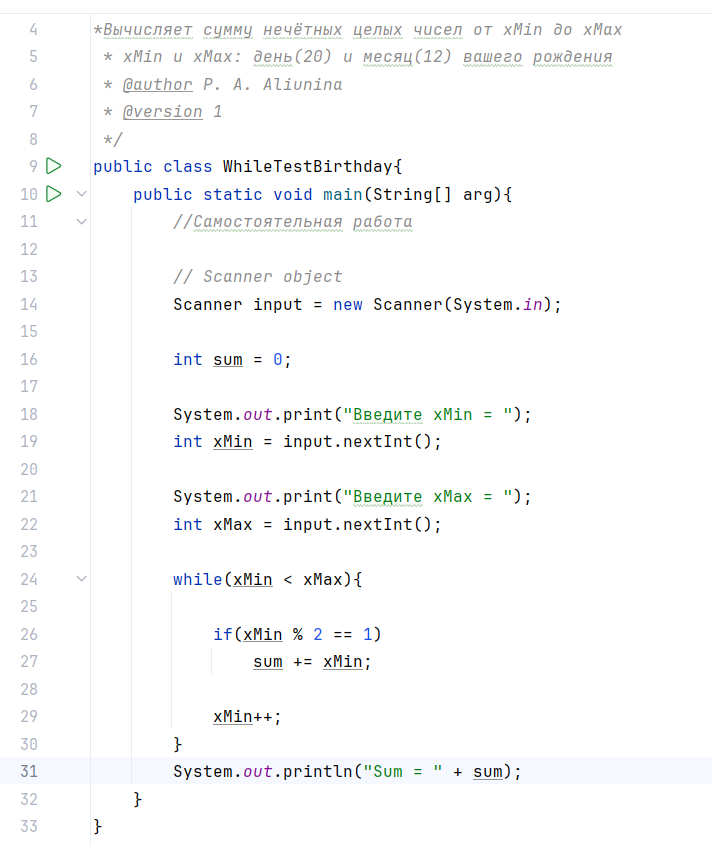 4 *Вычисляет сумму нечётных целых чисел от xMin до xMax
5 * xMin и xMax: день(20) и месяц(12) вашего рождения
6 * @author P. A. Aliunina
7 * @version 1
8 */
9 public class WhileTestBirthday{
10 public static void main(String[] arg){
11 //Самостоятельная работа
12
13 // Scanner object
14 Scanner input = new Scanner(System.in);
15
16 int sum = 0;
17
18 System.out.print("Введите xMin = ");
19 int xMin = input.nextInt();
20
21 System.out.print("Введите xMax = ");
22 int xMax = input.nextInt();
23
24 while(xMin < xMax){
25
26 if(xMin % 2 == 1)
27 sum += xMin;
28
29 xMin++;
30 }
31 System.out.println("Sum = " + sum);
32 }
33 }